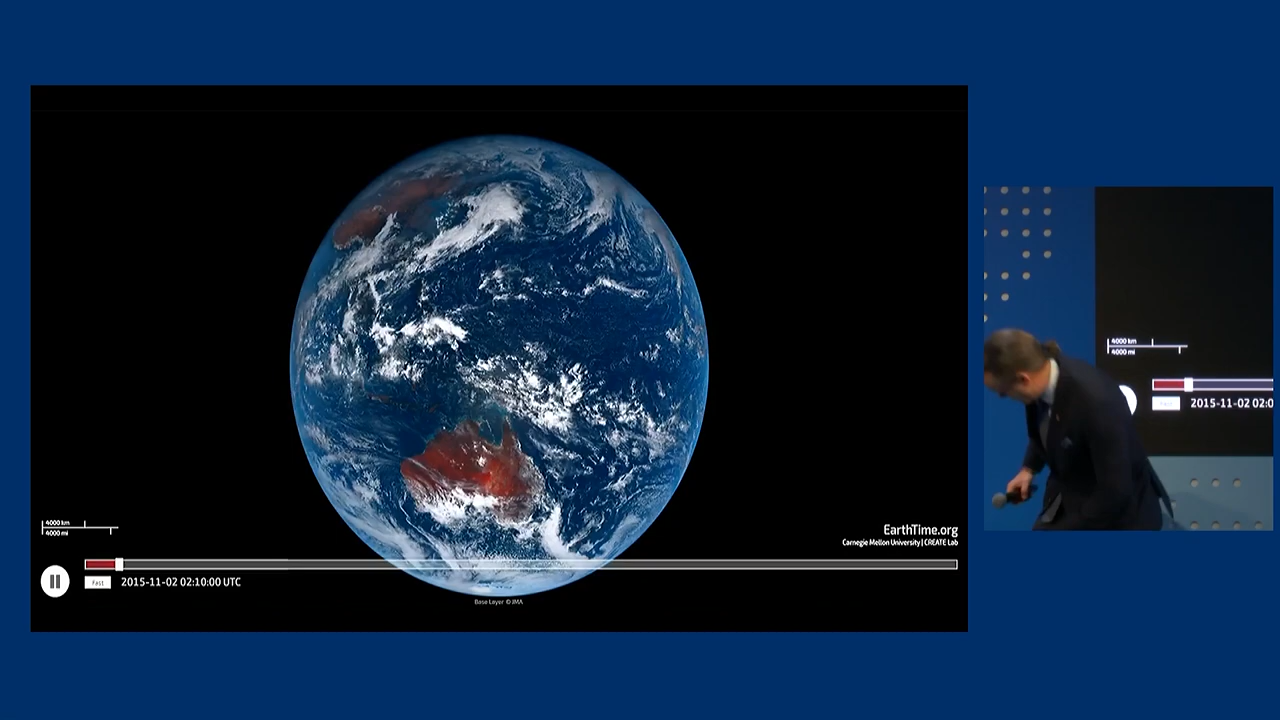 4000 km
4000 mi
EarthTime.org
Carnegie Mellon University | CREATE Lab
Fast
2015-11-02 02:10:00 UTC
Base Layer © JMA
4000 km
4000 mi
2015-11-02 02:0